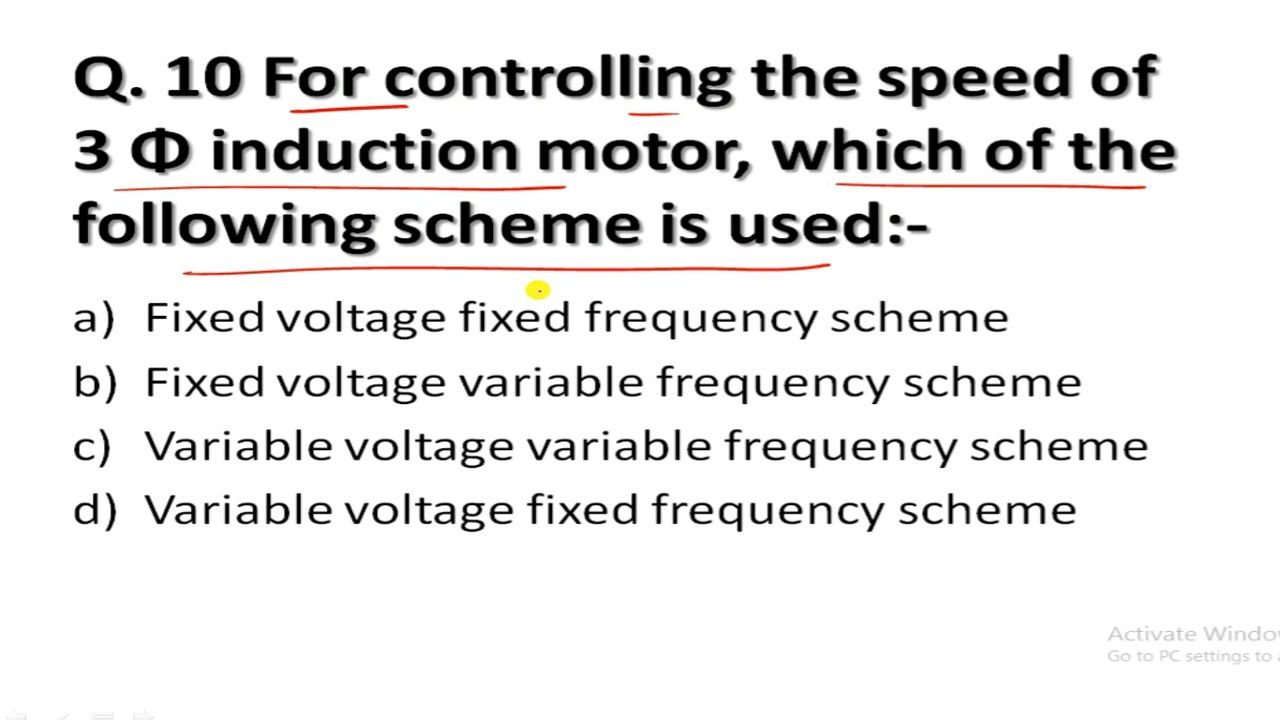 Q. 10 For controlling the speed of
3 Φ induction motor, which of the
following scheme is used:-
a) Fixed voltage fixed frequency scheme
b) Fixed voltage variable frequency scheme
c) Variable voltage variable frequency scheme
d) Variable voltage fixed frequency scheme
Activate Windo
Go to PC settings to a